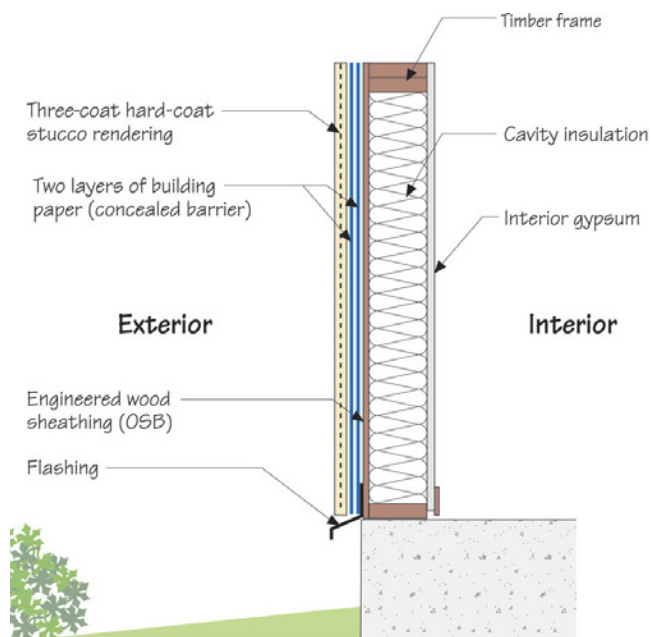 Timber frame
Three-coat hard-coat
stucco rendering
Cavity insulation
Two layers of building
paper (concealed barrier)
Interior gypsum
Exterior
Interior
Engineered wood
sheathing (OSB)
Flashing